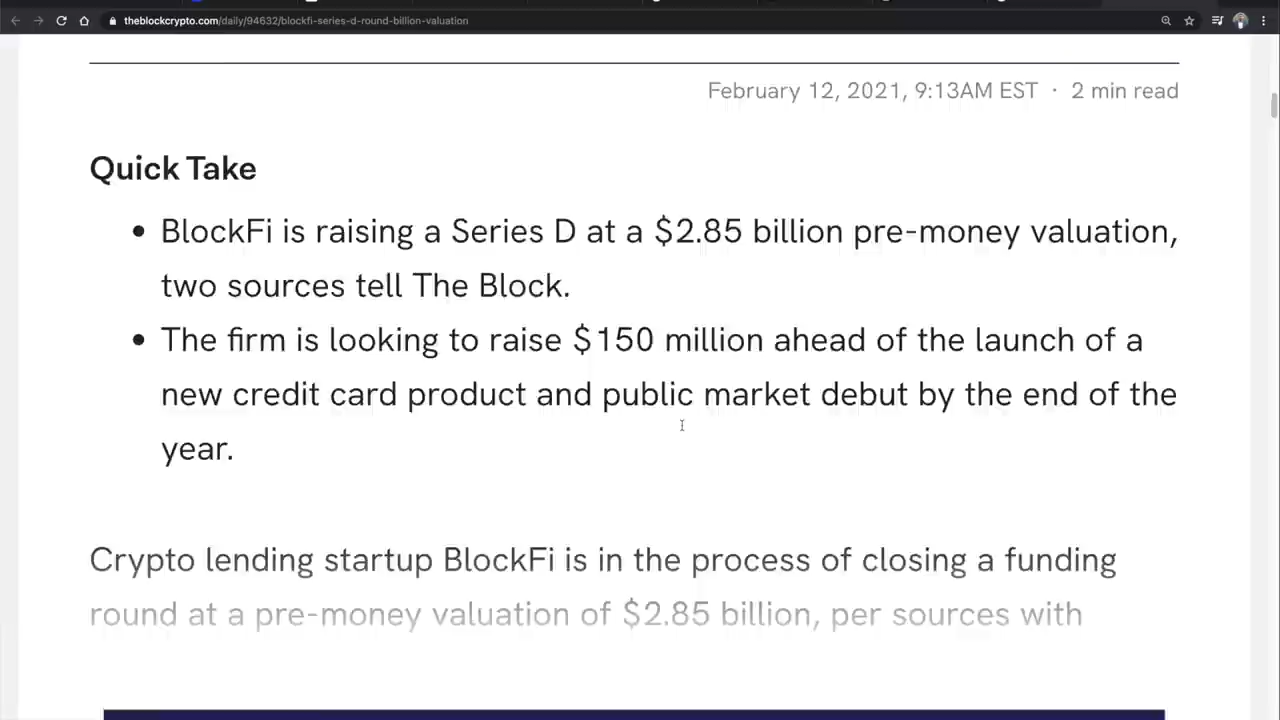 theblockcrypto.com/daily/94632/blockfi-series-d-round-billion-valuation
February 12, 2021, 9:13AM EST · 2 min read
Quick Take
• BlockFi is raising a Series D at a $2.85 billion pre-money valuation,
two sources tell The Block.
• The firm is looking to raise $150 million ahead of the launch of a
new credit card product and public market debut by the end of the
year.
Crypto lending startup BlockFi is in the process of closing a funding
round at a pre-money valuation of $2.85 billion, per sources with